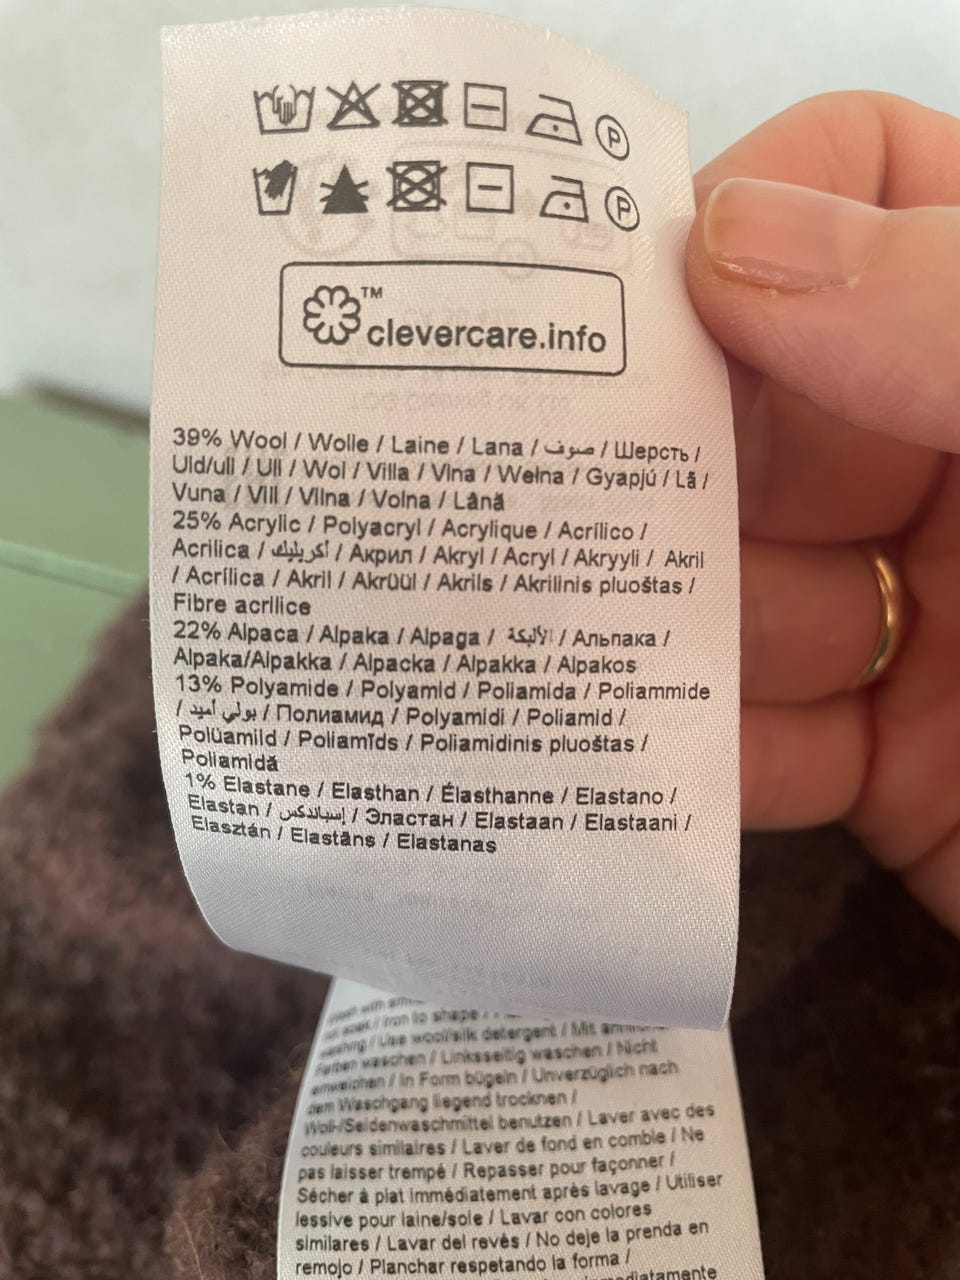 P
P
™
clevercare.info
39% Wool / Wolle / Laine / Lana / صوف / Шерсть /
Uld/ull / Ull / Wol / Villa / Vlna / Wełna / Gyapjú / Lã /
Vuna / Vill / Vilna / Volna / Lână
25% Acrylic / Polyacryl / Acrylique / Acrílico /
Acrilica / أكريليك / Акрил / Akryl / Acryl / Akryyli / Akril
/ Acrílica / Akril / Akrüül / Akrils / Akrilinis pluoštas /
Fibre acrilice
22% Alpaca / Alpaka / Alpaga / الألبكة / Альпака /
Alpaka/Alpakka / Alpacka / Alpakka / Alpakos
13% Polyamide / Polyamid / Poliamida / Poliammide
/ بولي أميد / Полиамид / Polyamidi / Poliamid /
Polüamiid / Poliamīds / Poliamidinis pluoštas /
Poliamidă
1% Elastane / Elasthan / Élasthanne / Elastano /
Elastan / إسباندكس / Эластан / Elastaan / Elastaani /
Elasztán / Elastāns / Elastanas
/ Iron to shape /
washing / Use wool/silk detergent / Mit
Farben waschen / Linksseitig waschen / Nicht
einweichen / In Form bügeln / Unverzüglich nach
dem Waschgang liegend trocknen /
Woll-/Seidenwaschmittel benutzen / Laver avec des
couleurs similaires / Laver de fond en comble / Ne
pas laisser trempé / Repasser pour façonner /
Sécher à plat immédiatement après lavage / Utiliser
lessive pour laine/soie / Lavar con colores
similares / Lavar del revés / No deje la prenda en
remojo / Planchar respetando la forma /